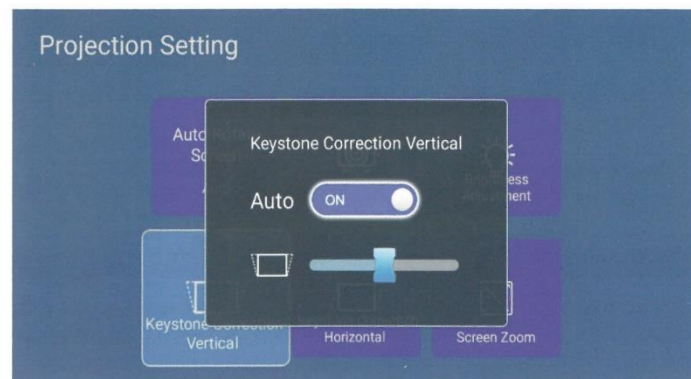 Projection Setting
Keystone Correction Vertical
Auto
ON
Keystone Correction
Vertical
Horizontal
Screen Zoom